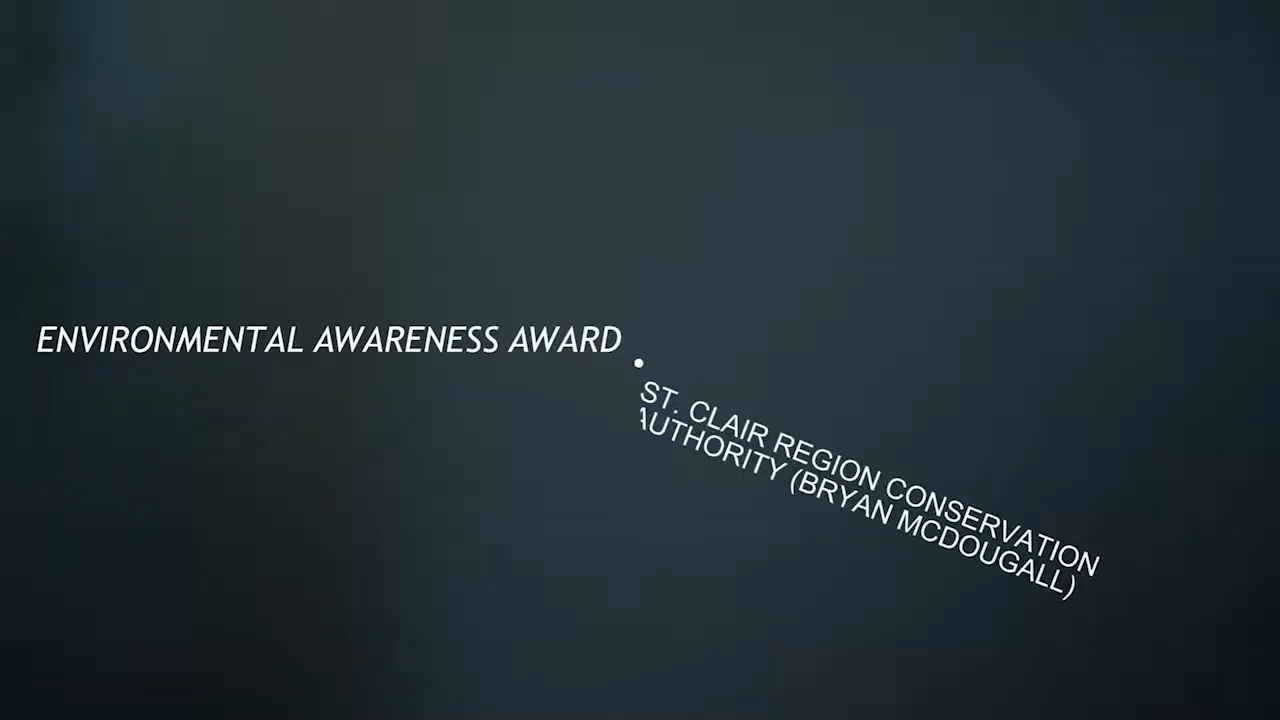 ENVIRONMENTAL AWARENESS AWARD
ST. CLAIR REGION CONSERVATION
AUTHORITY (BRYAN MCDOUGALL)